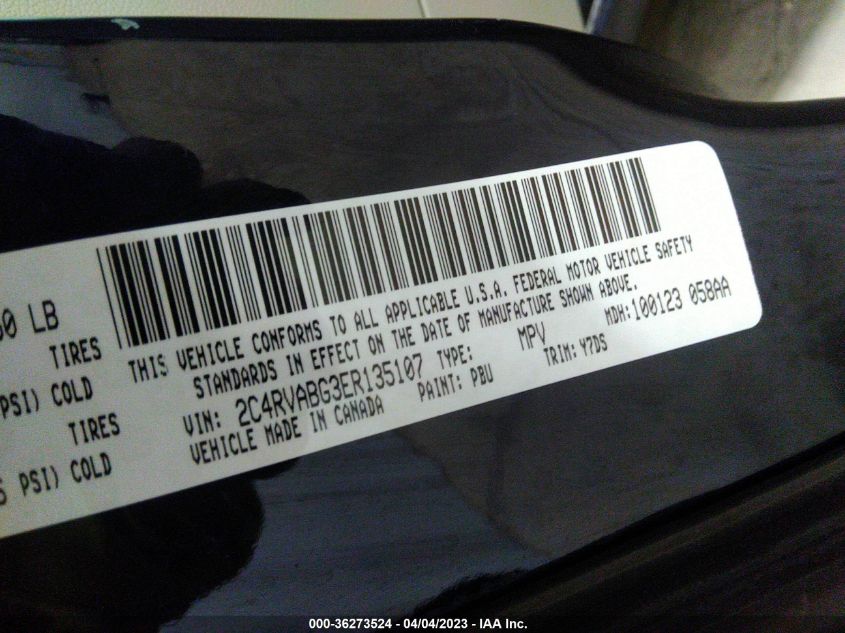 60 LB
TIRES
PSI) COLD
TIRES
5 PSI) COLD
THIS VEHICLE CONFORMS TO ALL APPLICABLE U.S.A. FEDERAL MOTOR VEHICLE SAFETY
STANDARDS IN EFFECT ON THE DATE OF MANUFACTURE SHOWN ABOVE.
VIN: 2C4RVABG3ER135107 TYPE: MPV MDH:100123 058AA
VEHICLE MADE IN CANADA PAINT: PBU TRIM: Y7DS
000-36273524 - 04/04/2023 - IAA Inc.